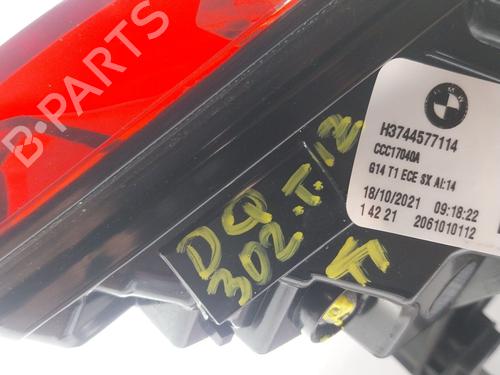 B-PARTS
BMW
H3744577114
CCC17040A
G14 T1 ECE SX AI:14
18/10/2021 09:18:22
1 42 21 2061010112
DQ
302.T.12